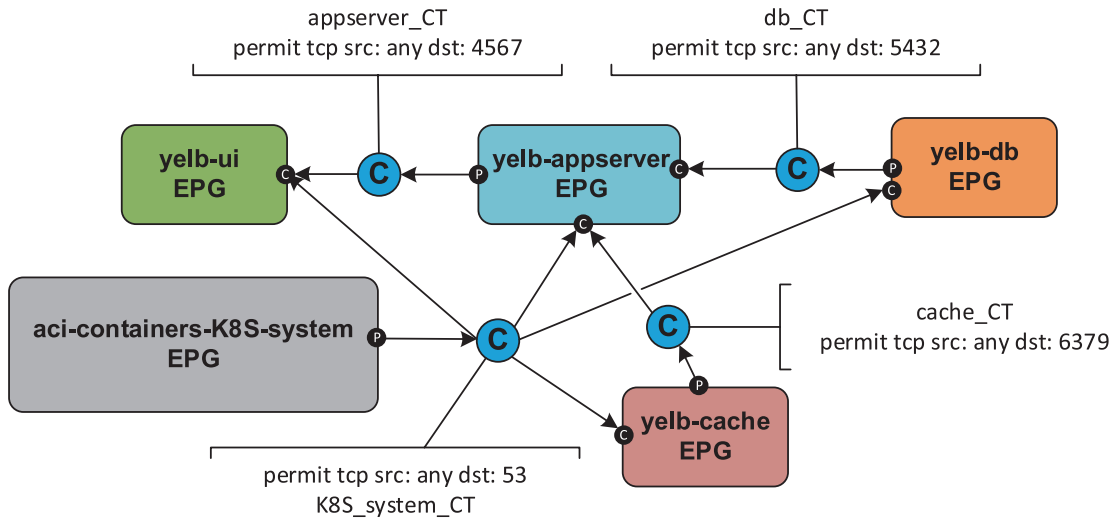 appserver_CT
permit tcp src: any dst: 4567
db_CT
permit tcp src: any dst: 5432
yelb-ui
EPG
C
C
P
yelb-appserver
EPG
C
C
C
P
C
yelb-db
EPG
aci-containers-K8S-system
EPG
P
C
C
cache_CT
permit tcp src: any dst: 6379
P
yelb-cache
EPG
C
permit tcp src: any dst: 53
K8S_system_CT